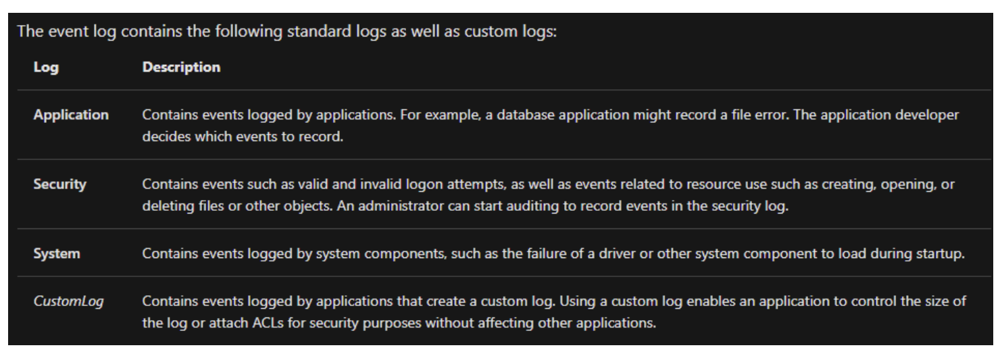 The event log contains the following standard logs as well as custom logs:
Log Description
Application Contains events logged by applications. For example, a database application might record a file error. The application developer
decides which events to record.
Security Contains events such as valid and invalid logon attempts, as well as events related to resource use such as creating, opening, or
deleting files or other objects. An administrator can start auditing to record events in the security log.
System Contains events logged by system components, such as the failure of a driver or other system component to load during startup.
CustomLog Contains events logged by applications that create a custom log. Using a custom log enables an application to control the size of
the log or attach ACLs for security purposes without affecting other applications.